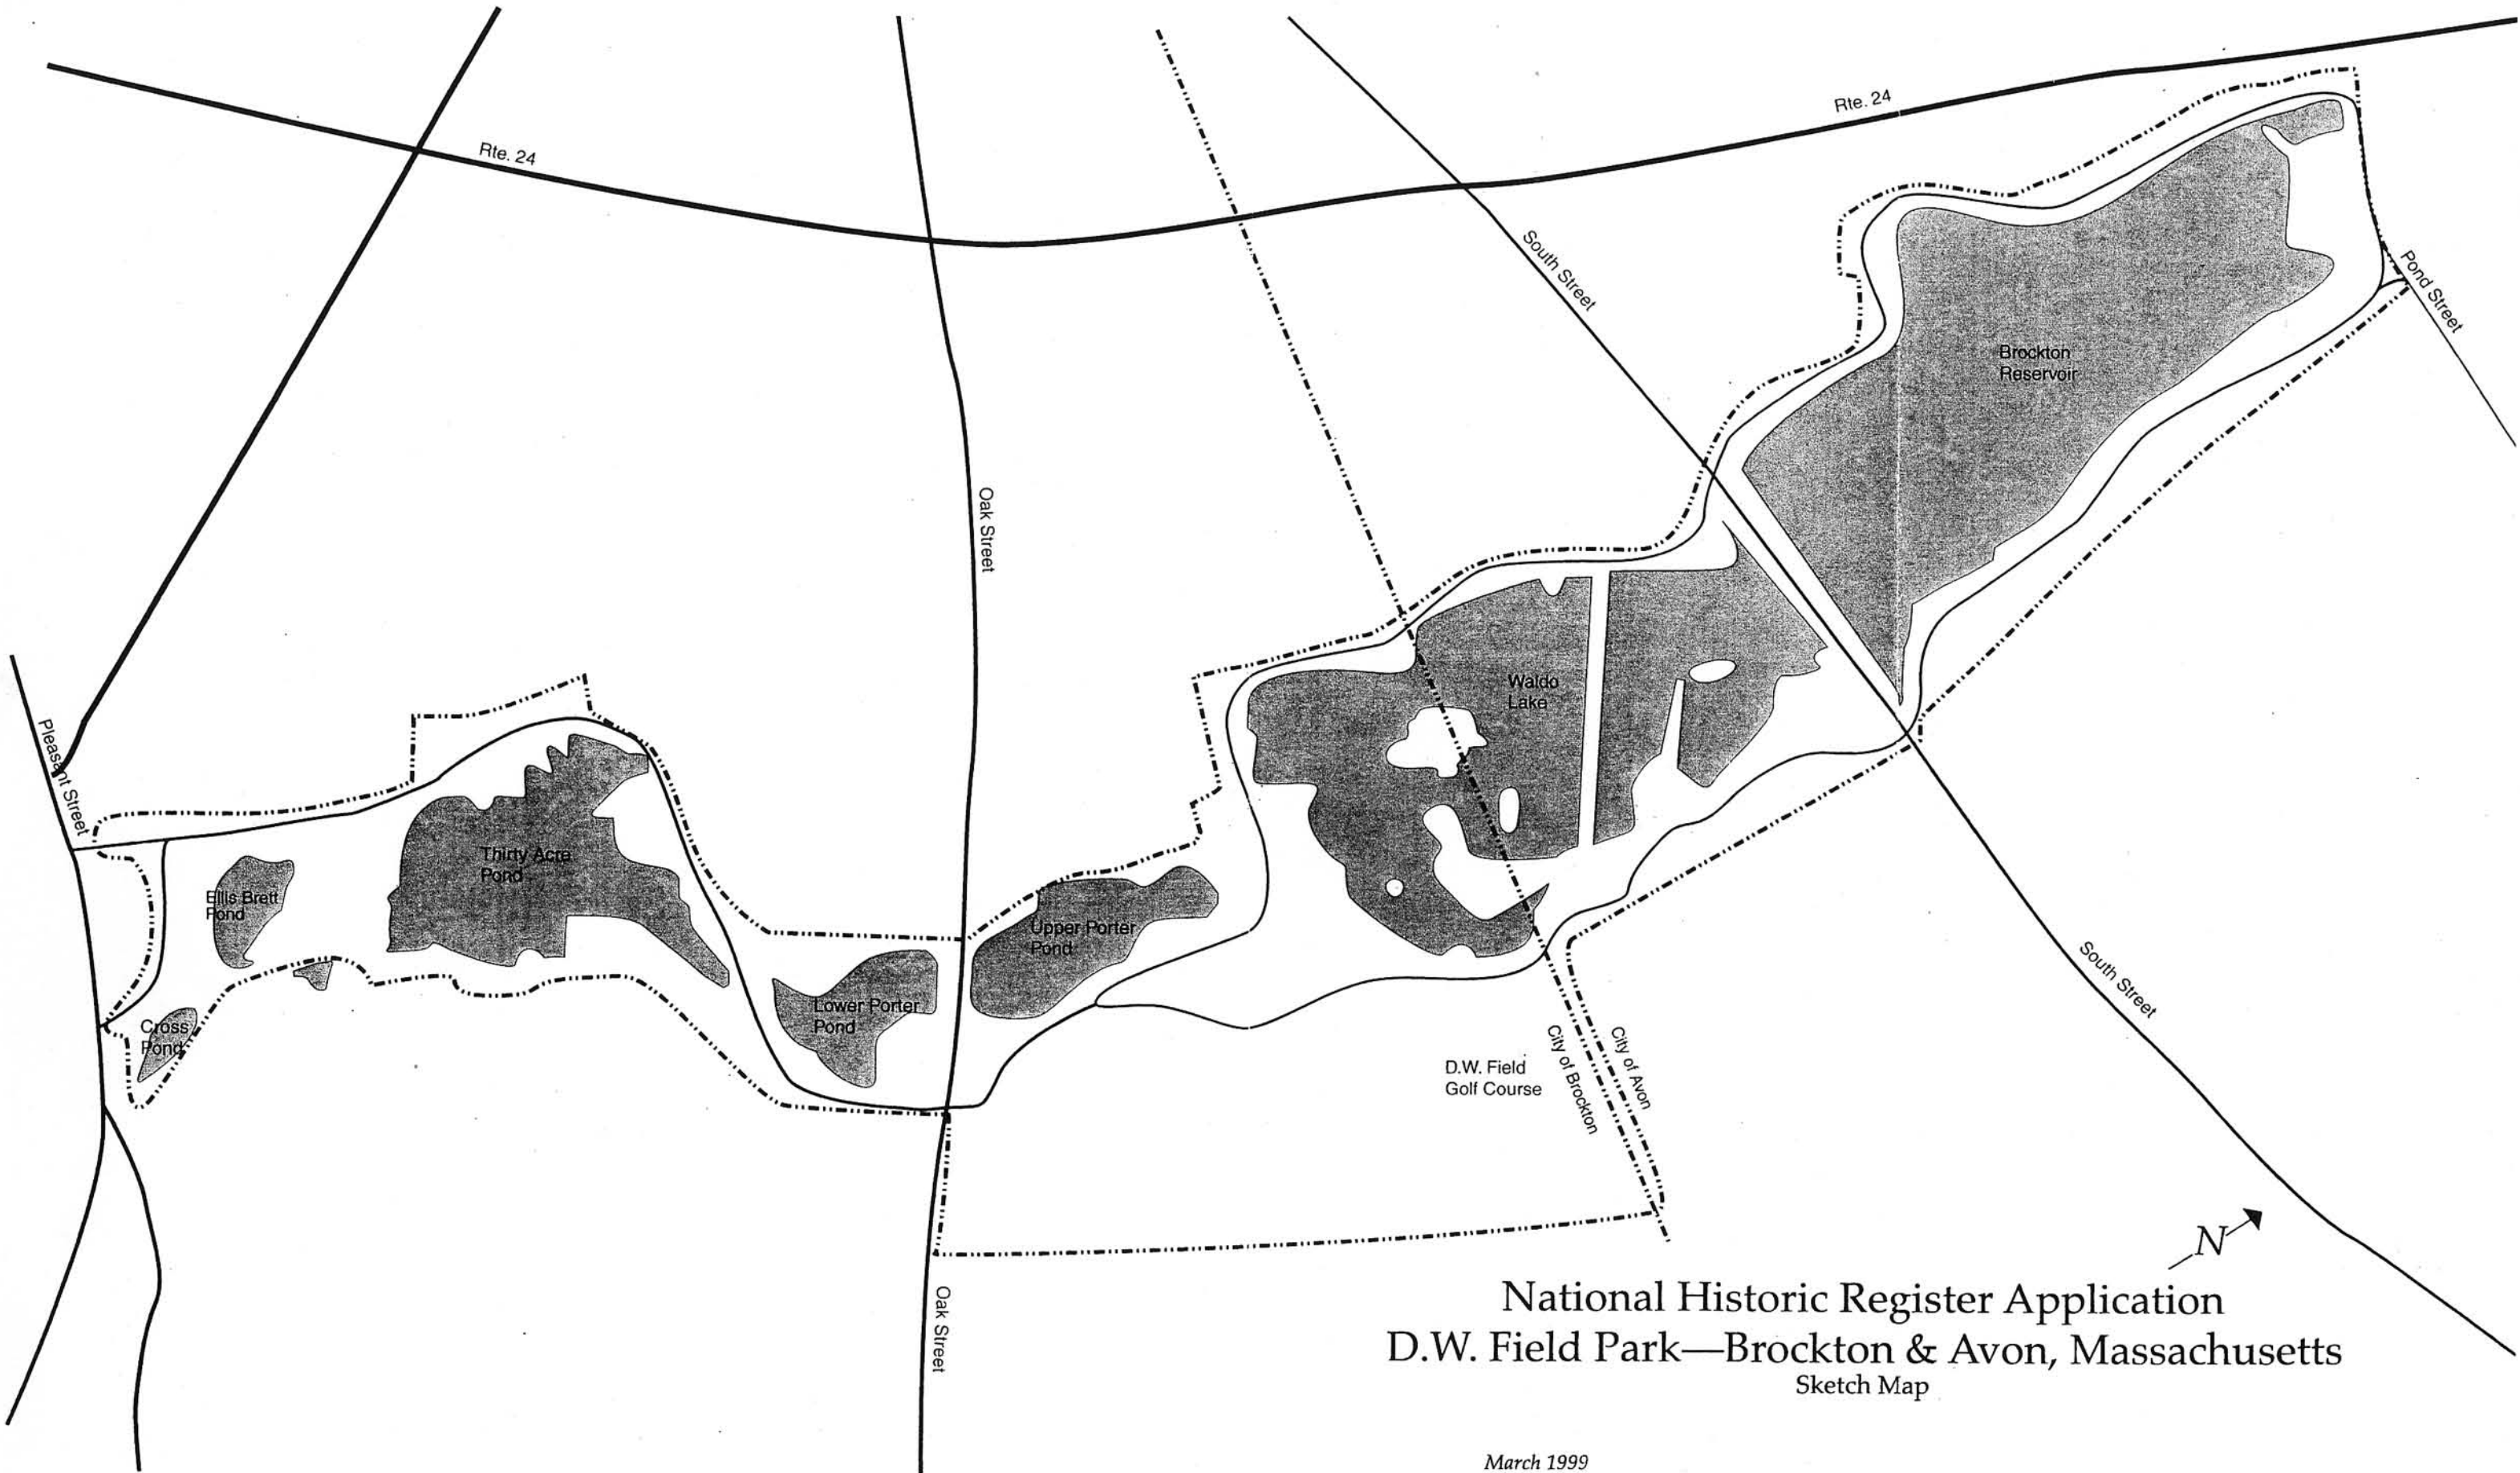 Rte. 24
Rte. 24
South Street
Pond Street
Brockton
Reservoir
Oak Street
Waldo
Lake
Pleasant Street
Thirty Acre
Pond
Ellis Brett
Pond
Upper Porter
Pond
Lower Porter
Pond
Cross
Pond
South Street
D.W. Field
Golf Course
City of Brockton
City of Avon
Oak Street
N
National Historic Register Application
D.W. Field Park—Brockton & Avon, Massachusetts
Sketch Map
March 1999